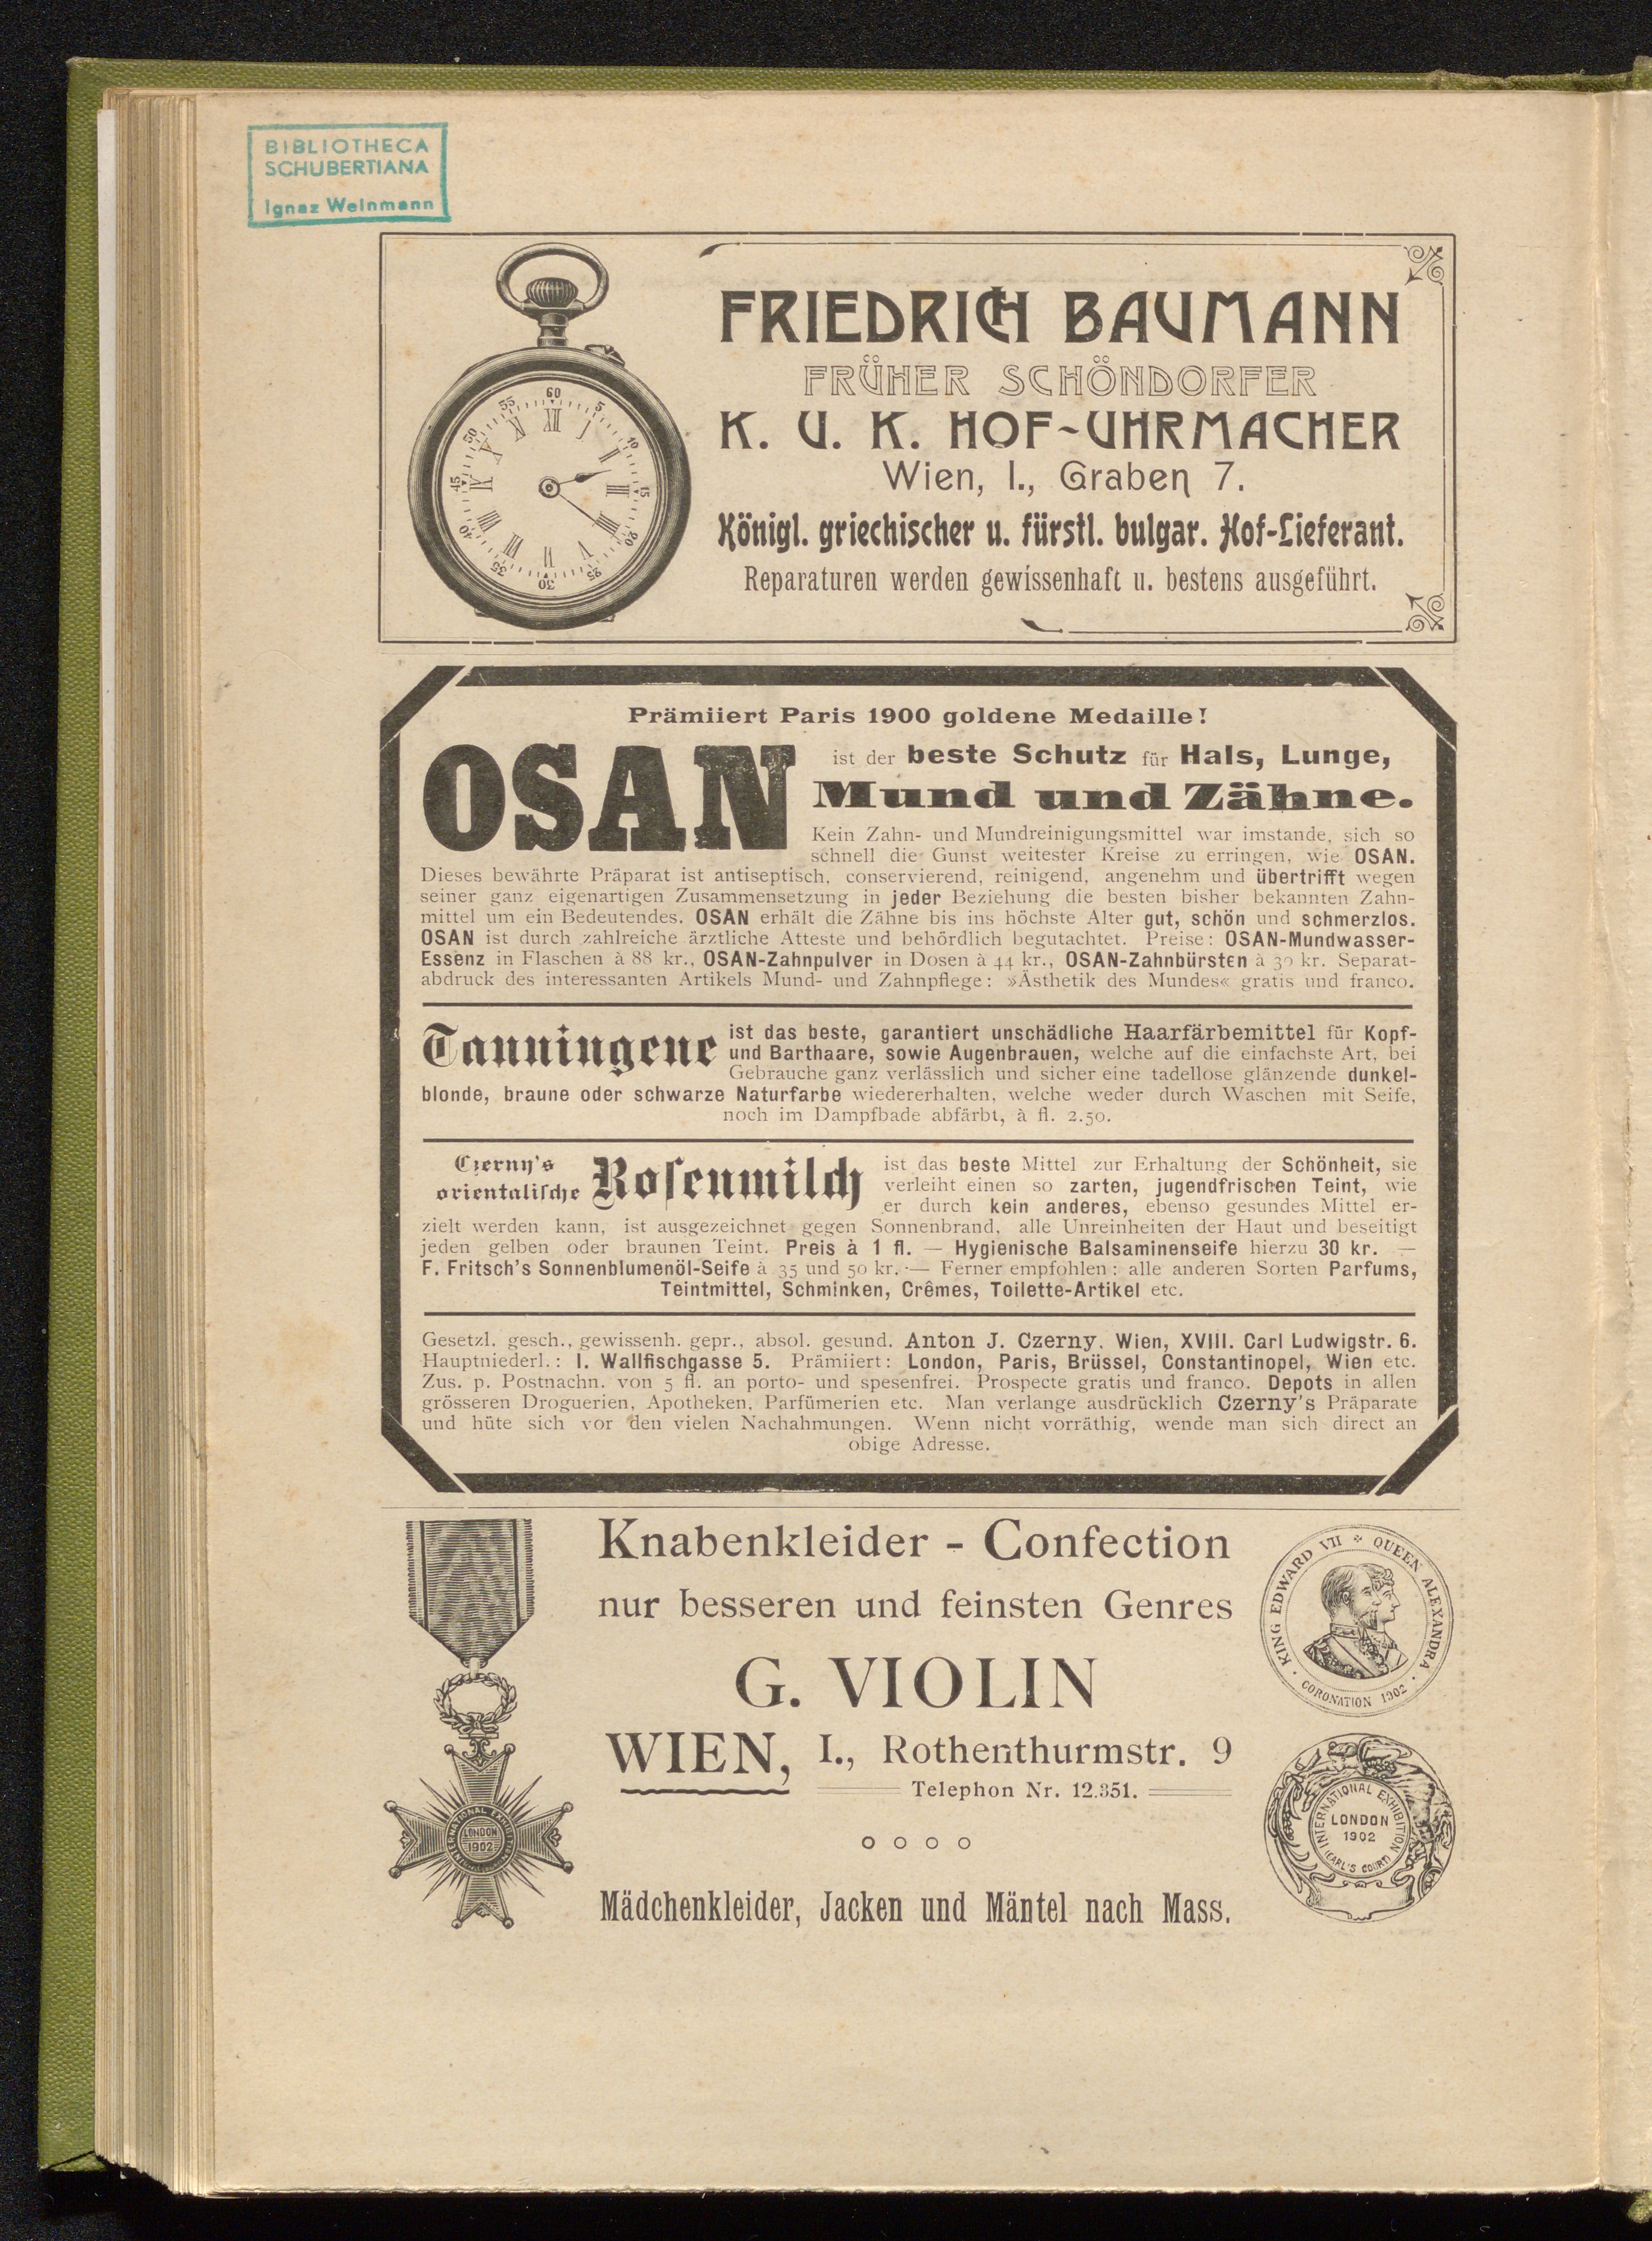 BIBLIOTHECA
SCHUBERTIANA
Ignaz Weinmann
60
5
10
15
20
25
30
35
40
45
50
55
FRIEDRICH BAUMANN
FRÜHER SCHÖNDORFER
K. U. K. HOF-UHRMACHER
Wien, I., Graben 7.
Königl. griechischer u. fürstl. bulgar. Hof-Lieferant.
Reparaturen werden gewissenhaft u. bestens ausgeführt.
Prämiiert Paris 1900 goldene Medaille!
OSAN ist der beste Schutz für Hals, Lunge,
Mund und Zähne.
Kein Zahn- und Mundreinigungsmittel war imstande, sich so
schnell die Gunst weitester Kreise zu erringen, wie OSAN.
Dieses bewährte Präparat ist antiseptisch, conservierend, reinigend, angenehm und übertrifft wegen
seiner ganz eigenartigen Zusammensetzung in jeder Beziehung die besten bisher bekannten Zahn-
mittel um ein Bedeutendes. OSAN erhält die Zähne bis ins höchste Alter gut, schön und schmerzlos.
OSAN ist durch zahlreiche ärztliche Atteste und behördlich begutachtet. Preise: OSAN-Mundwasser-
Essenz in Flaschen à 88 kr., OSAN-Zahnpulver in Dosen à 44 kr., OSAN-Zahnbürsten à 30 kr. Separat-
abdruck des interessanten Artikels Mund- und Zahnpflege: »Ästhetik des Mundes« gratis und franco.
Tanningene ist das beste, garantiert unschädliche Haarfärbemittel für Kopf-
und Barthaare, sowie Augenbrauen, welche auf die einfachste Art, bei
Gebrauche ganz verlässlich und sicher eine tadellose glänzende dunkel-
blonde, braune oder schwarze Naturfarbe wiedererhalten, welche weder durch Waschen mit Seife,
noch im Dampfbade abfärbt, à fl. 2.50.
Czerny's
orientalische Rosenmilch ist das beste Mittel zur Erhaltung der Schönheit, sie
verleiht einen so zarten, jugendfrischen Teint, wie
er durch kein anderes, ebenso gesundes Mittel er-
zielt werden kann, ist ausgezeichnet gegen Sonnenbrand, alle Unreinheiten der Haut und beseitigt
jeden gelben oder braunen Teint. Preis à 1 fl. — Hygienische Balsaminenseife hierzu 30 kr. —
F. Fritsch's Sonnenblumenöl-Seife à 35 und 50 kr. — Ferner empfohlen: alle anderen Sorten Parfums,
Teintmittel, Schminken, Crêmes, Toilette-Artikel etc.
Gesetzl. gesch., gewissenh. gepr., absol. gesund. Anton J. Czerny, Wien, XVIII. Carl Ludwigstr. 6.
Hauptniederl.: I. Wallfischgasse 5. Prämiiert: London, Paris, Brüssel, Constantinopel, Wien etc.
Zus. p. Postnachn. von 5 fl. an porto- und spesenfrei. Prospecte gratis und franco. Depots in allen
grösseren Droguerien, Apotheken, Parfümerien etc. Man verlange ausdrücklich Czerny's Präparate
und hüte sich vor den vielen Nachahmungen. Wenn nicht vorräthig, wende man sich direct an
obige Adresse.
Knabenkleider - Confection
nur besseren und feinsten Genres
G. VIOLIN
WIEN, I., Rothenthurmstr. 9
Telephon Nr. 12.351.
Mädchenkleider, Jacken und Mäntel nach Mass.
INTERNATIONAL
LONDON
1902
KING EDWARD VII QUEEN ALEXANDRA
CORONATION 1902
INTERNATIONAL EXHIBITION
LONDON
1902
(EARL'S COURT)